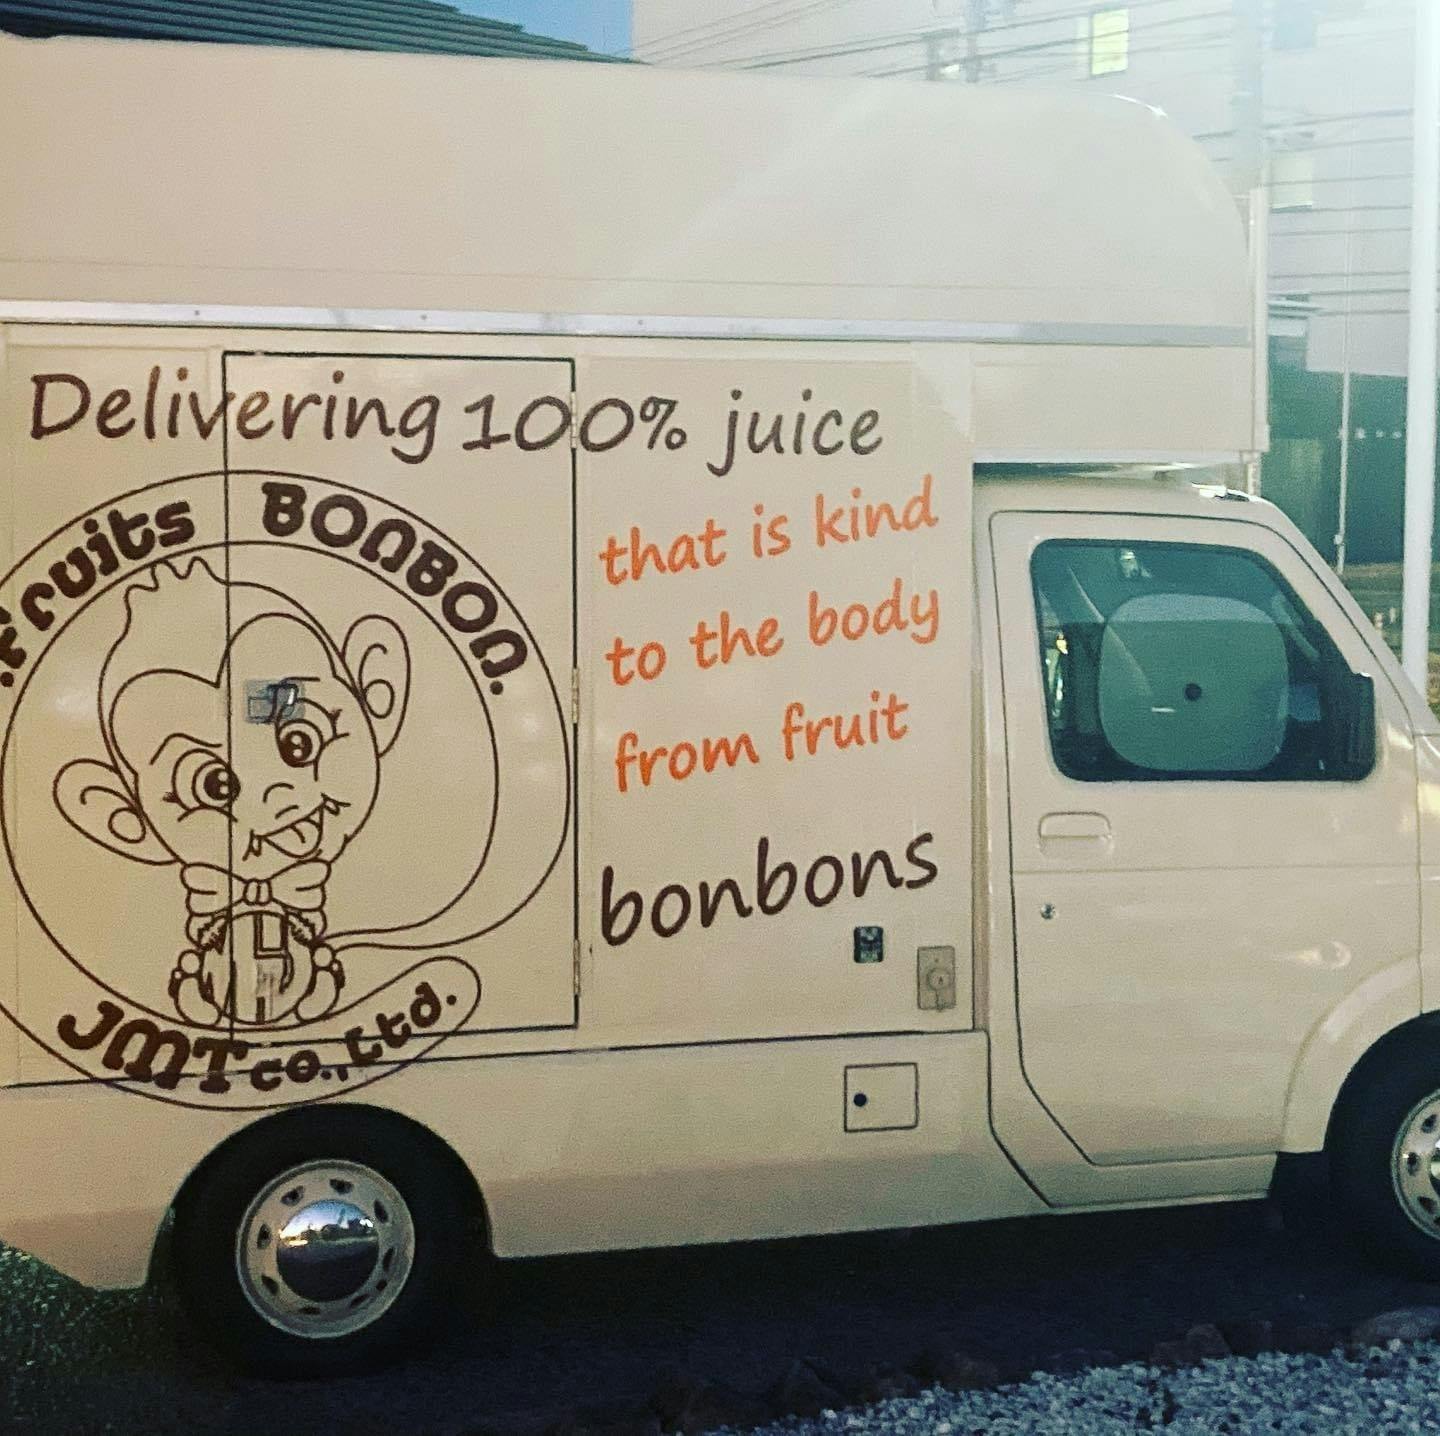 Delivering 100% juice
that is kind
to the body
from fruit
bonbons
.Fruits BONBON.
JMT co.,Ltd.